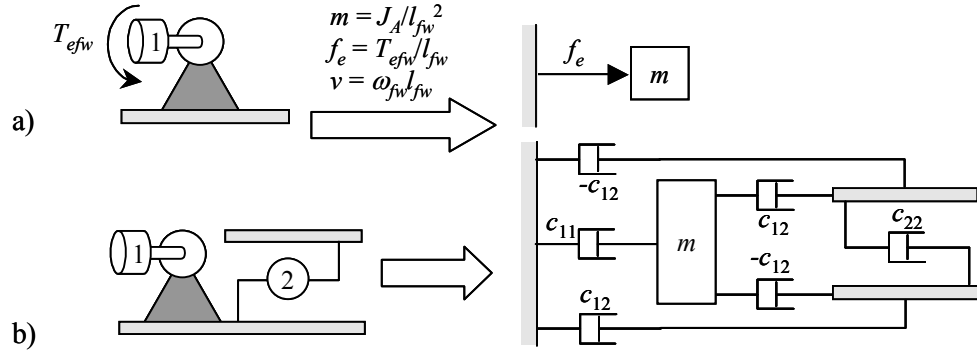 T_efw
1
m = J_A/l_fw^2
f_e = T_efw/l_fw
v = ω_fw l_fw
f_e
m
a)
-c_12
c_12
c_22
c_11
m
1
2
-c_12
c_12
b)